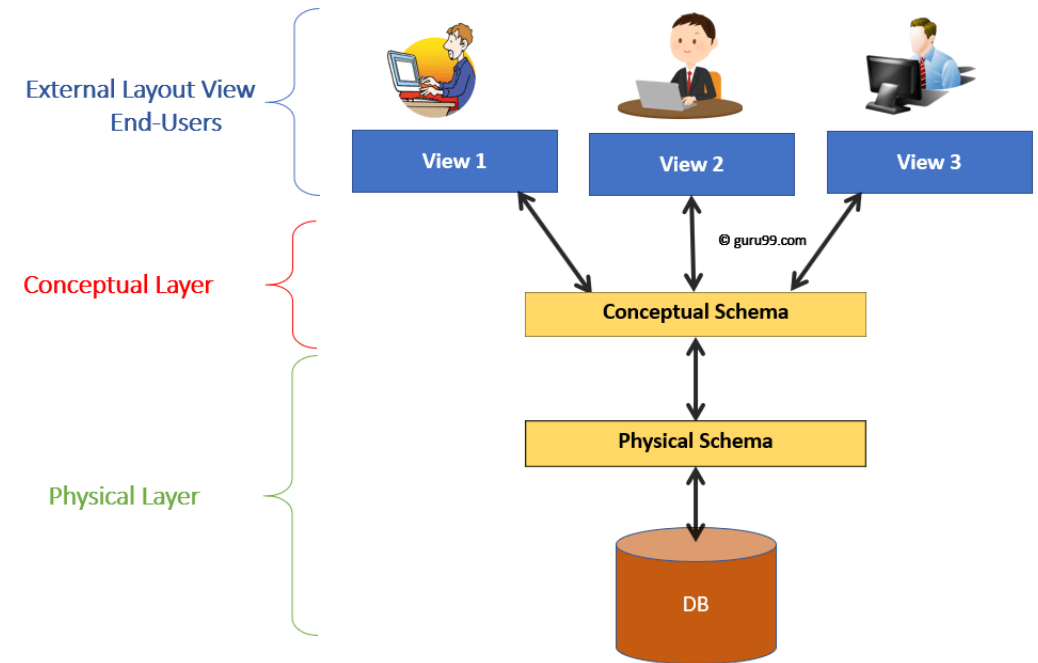 External Layout View
End-Users
View 1
View 2
View 3
© guru99.com
Conceptual Layer
Conceptual Schema
Physical Schema
Physical Layer
DB